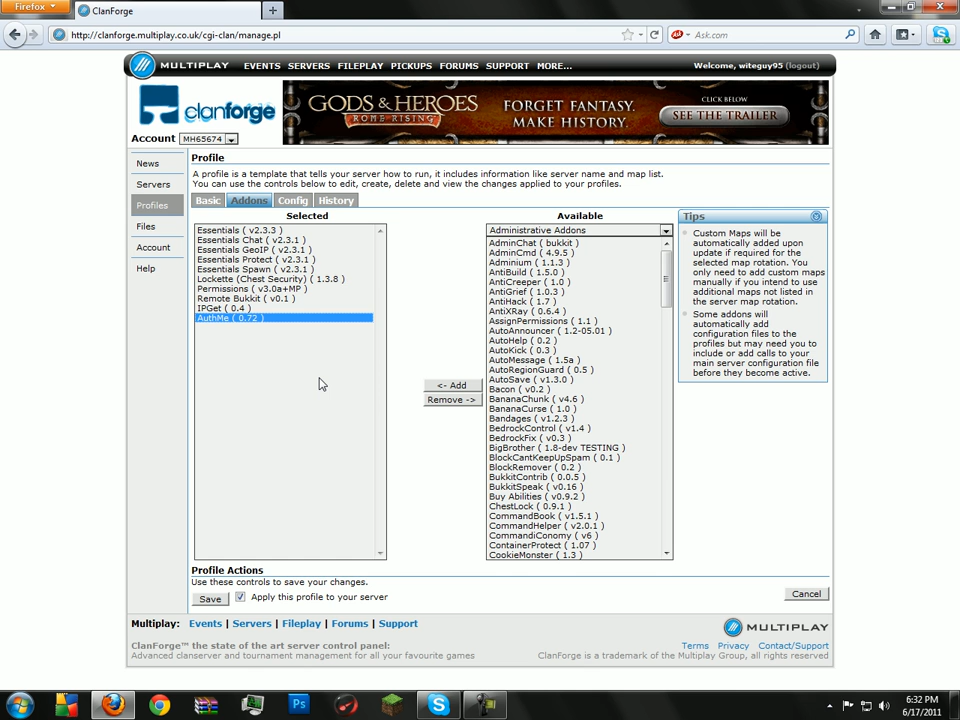 Firefox
ClanForge
http://clanforge.multiplay.co.uk/cgi-clan/manage.pl
Ask.com
MULTIPLAY EVENTS SERVERS FILEPLAY PICKUPS FORUMS SUPPORT MORE... Welcome, witeguy95 (logout)
clanforge
GODS & HEROES
ROME RISING
FORGET FANTASY.
MAKE HISTORY.
CLICK BELOW
SEE THE TRAILER
Account MH65674
News
Servers
Profiles
Files
Account
Help
Profile
A profile is a template that tells your server how to run, it includes information like server name and map list.
You can use the controls below to edit, create, delete and view the changes applied to your profiles.
Basic Addons Config History
Selected
Essentials ( v2.3.3 )
Essentials Chat ( v2.3.1 )
Essentials GeoIP ( v2.3.1 )
Essentials Protect ( v2.3.1 )
Essentials Spawn ( v2.3.1 )
Lockette (Chest Security) ( 1.3.8 )
Permissions ( v3.0a+MP )
Remote Bukkit ( v0.1 )
IPGet ( 0.4 )
AuthMe ( 0.72 )
<- Add
Remove ->
Available
Administrative Addons
AdminChat ( bukkit )
AdminCmd ( 4.9.5 )
Adminium ( 1.1.3 )
AntiBuild ( 1.5.0 )
AntiCreeper ( 1.0 )
AntiGrief ( 1.0.3 )
AntiHack ( 1.7 )
AntiXRay ( 0.6.4 )
AssignPermissions ( 1.1 )
AutoAnnouncer ( 1.2-05.01 )
AutoHelp ( 0.2 )
AutoKick ( 0.3 )
AutoMessage ( 1.5a )
AutoRegionGuard ( 0.5 )
AutoSave ( v1.3.0 )
Bacon ( v0.2 )
BananaChunk ( v4.6 )
BananaCurse ( 1.0 )
Bandages ( v1.2.3 )
BedrockControl ( v1.4 )
BedrockFix ( v0.3 )
BigBrother ( 1.8-dev TESTING )
BlockCantKeepUpSpam ( 0.1 )
BlockRemover ( 0.2 )
BukkitContrib ( 0.0.5 )
BukkitSpeak ( v0.16 )
Buy Abilities ( v0.9.2 )
ChestLock ( 0.9.1 )
CommandBook ( v1.5.1 )
CommandHelper ( v2.0.1 )
CommandiConomy ( v6 )
ContainerProtect ( 1.07 )
CookieMonster ( 1.3 )
Tips
Custom Maps will be
automatically added upon
update if required for the
selected map rotation. You
only need to add custom maps
manually if you intend to use
additional maps not listed in
the server map rotation.
Some addons will
automatically add
configuration files to the
profiles but may need you to
include or add calls to your
main server configuration file
before they become active.
Profile Actions
Use these controls to save your changes.
Save Apply this profile to your server
Cancel
Multiplay: Events | Servers | Fileplay | Forums | Support
MULTIPLAY
ClanForge™ the state of the art server control panel:
Advanced clanserver and tournament management for all your favourite games
Terms Privacy Contact/Support
ClanForge is a trademark of the Multiplay Group, all rights reserved
Ps
6:32 PM
6/17/2011